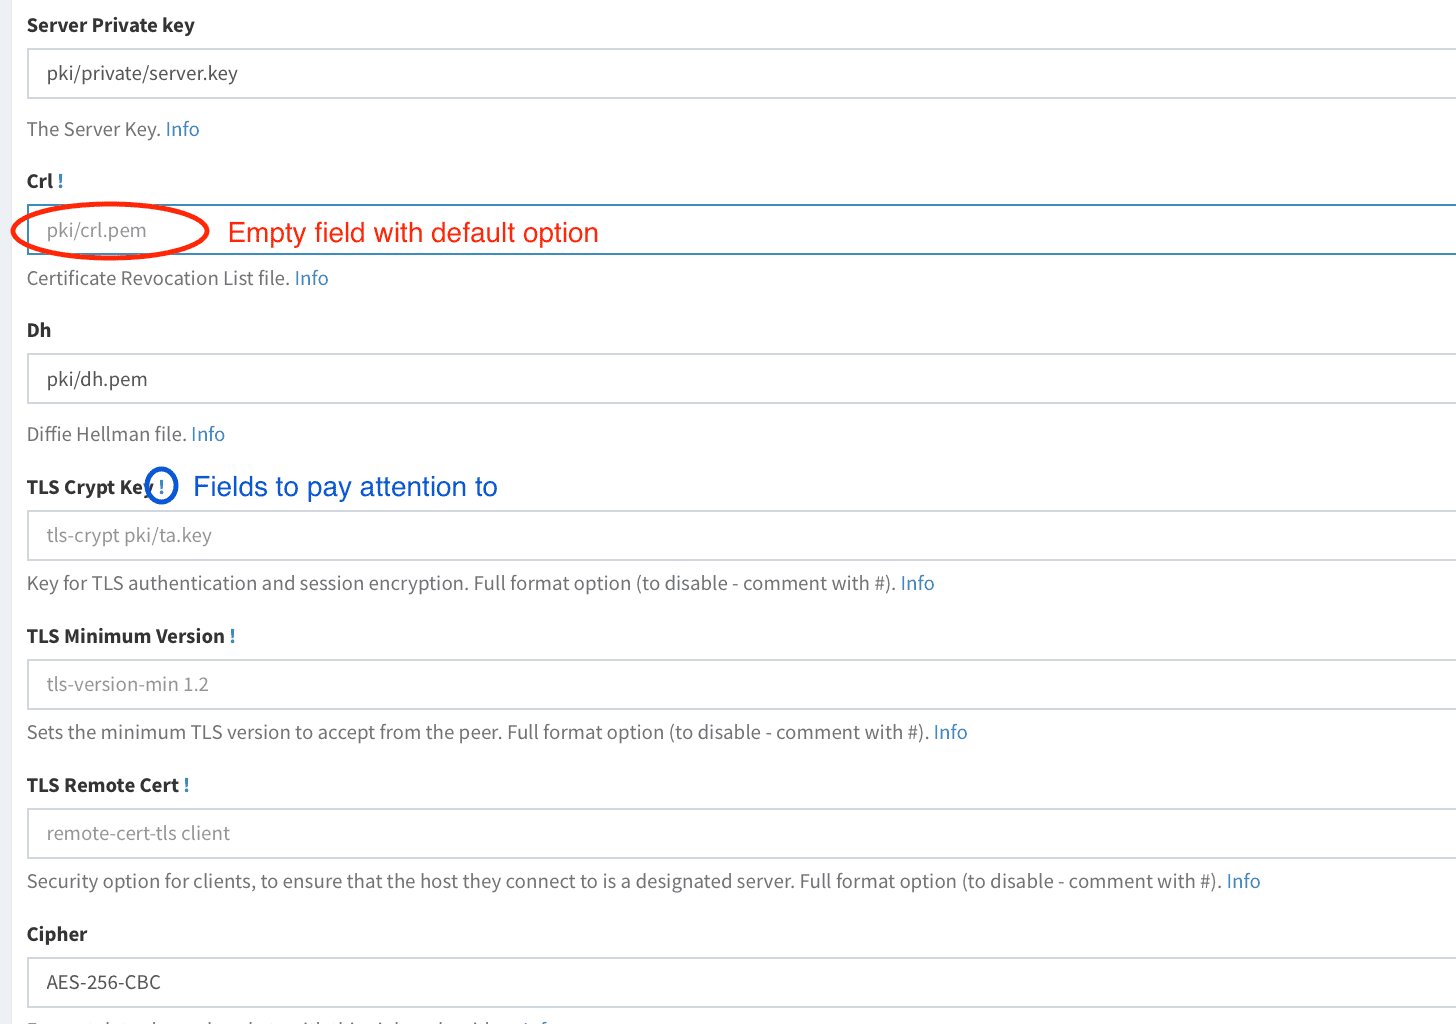 Server Private key
pki/private/server.key
The Server Key. Info
Crl !
pki/crl.pem Empty field with default option
Certificate Revocation List file. Info
Dh
pki/dh.pem
Diffie Hellman file. Info
TLS Crypt Key ! Fields to pay attention to
tls-crypt pki/ta.key
Key for TLS authentication and session encryption. Full format option (to disable - comment with #). Info
TLS Minimum Version !
tls-version-min 1.2
Sets the minimum TLS version to accept from the peer. Full format option (to disable - comment with #). Info
TLS Remote Cert !
remote-cert-tls client
Security option for clients, to ensure that the host they connect to is a designated server. Full format option (to disable - comment with #). Info
Cipher
AES-256-CBC